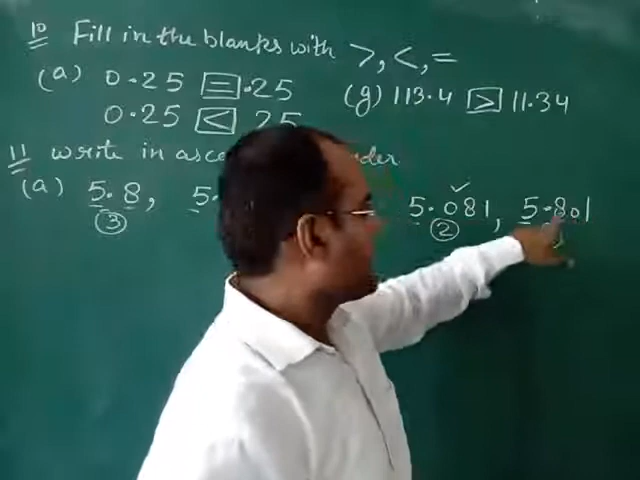 10 Fill in the blanks with >, <, =
(a) 0.25 = .25 (g) 113.4 > 11.34
0.25 < 25
11 write in order
(a) 5.8, 5. 5.081, 5.801
3 2